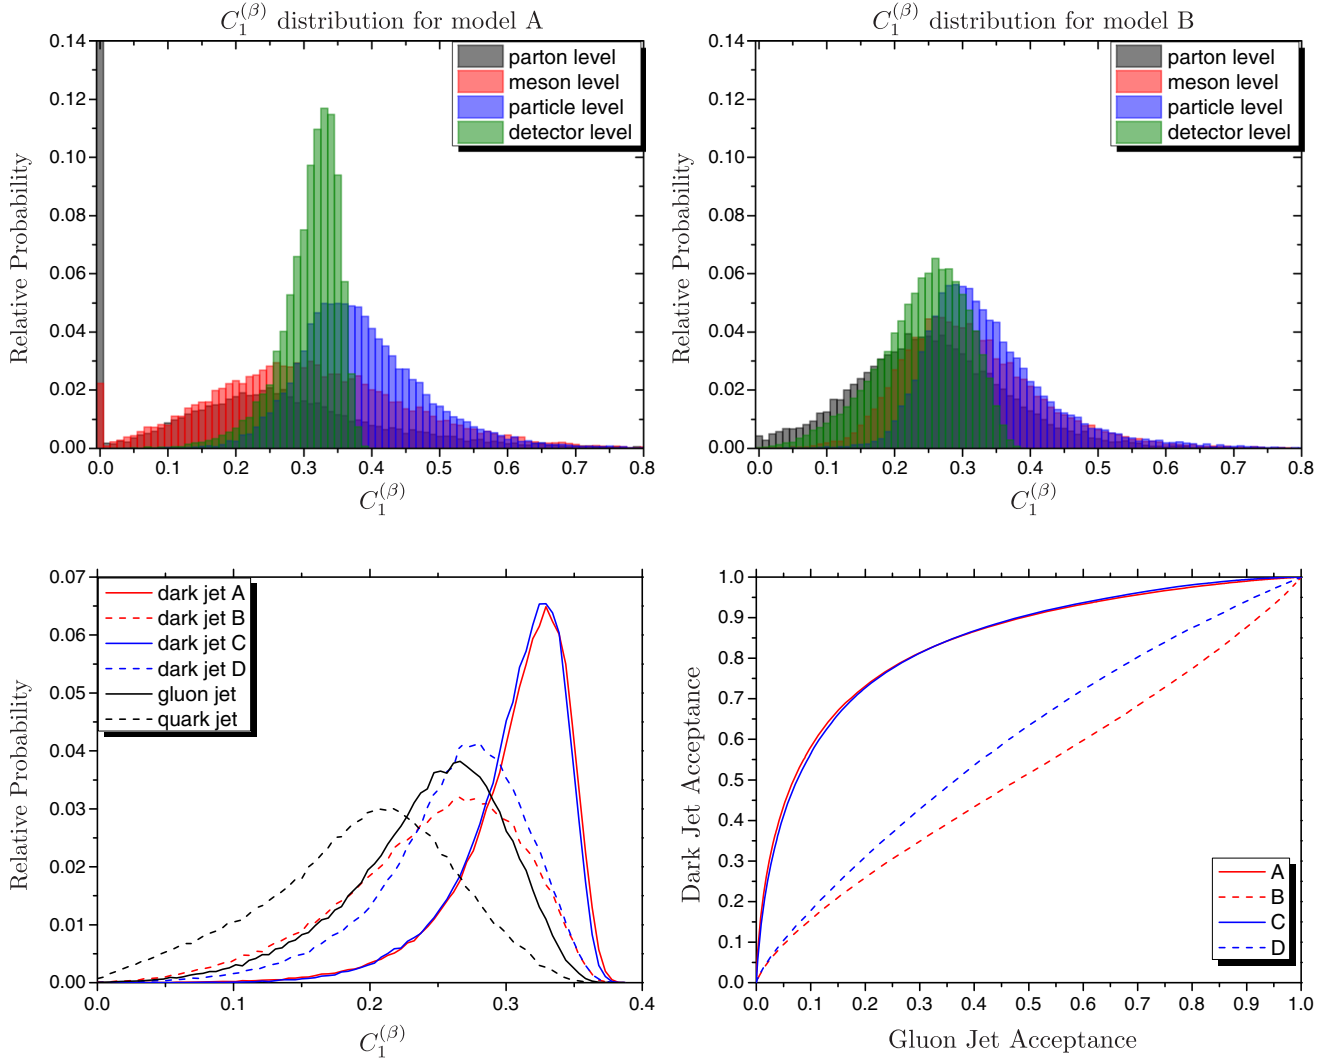 C₁^(β) distribution for model A
0.14
0.12
0.10
0.08
0.06
0.04
0.02
0.00
Relative Probability
parton level
meson level
particle level
detector level
0.0 0.1 0.2 0.3 0.4 0.5 0.6 0.7 0.8
C₁^(β)
C₁^(β) distribution for model B
0.14
0.12
0.10
0.08
0.06
0.04
0.02
0.00
Relative Probability
parton level
meson level
particle level
detector level
0.0 0.1 0.2 0.3 0.4 0.5 0.6 0.7 0.8
C₁^(β)
0.07
0.06
0.05
0.04
0.03
0.02
0.01
0.00
Relative Probability
dark jet A
dark jet B
dark jet C
dark jet D
gluon jet
quark jet
0.0 0.1 0.2 0.3 0.4
C₁^(β)
1.0
0.9
0.8
0.7
0.6
0.5
0.4
0.3
0.2
0.1
0.0
Dark Jet Acceptance
A
B
C
D
0.0 0.1 0.2 0.3 0.4 0.5 0.6 0.7 0.8 0.9 1.0
Gluon Jet Acceptance